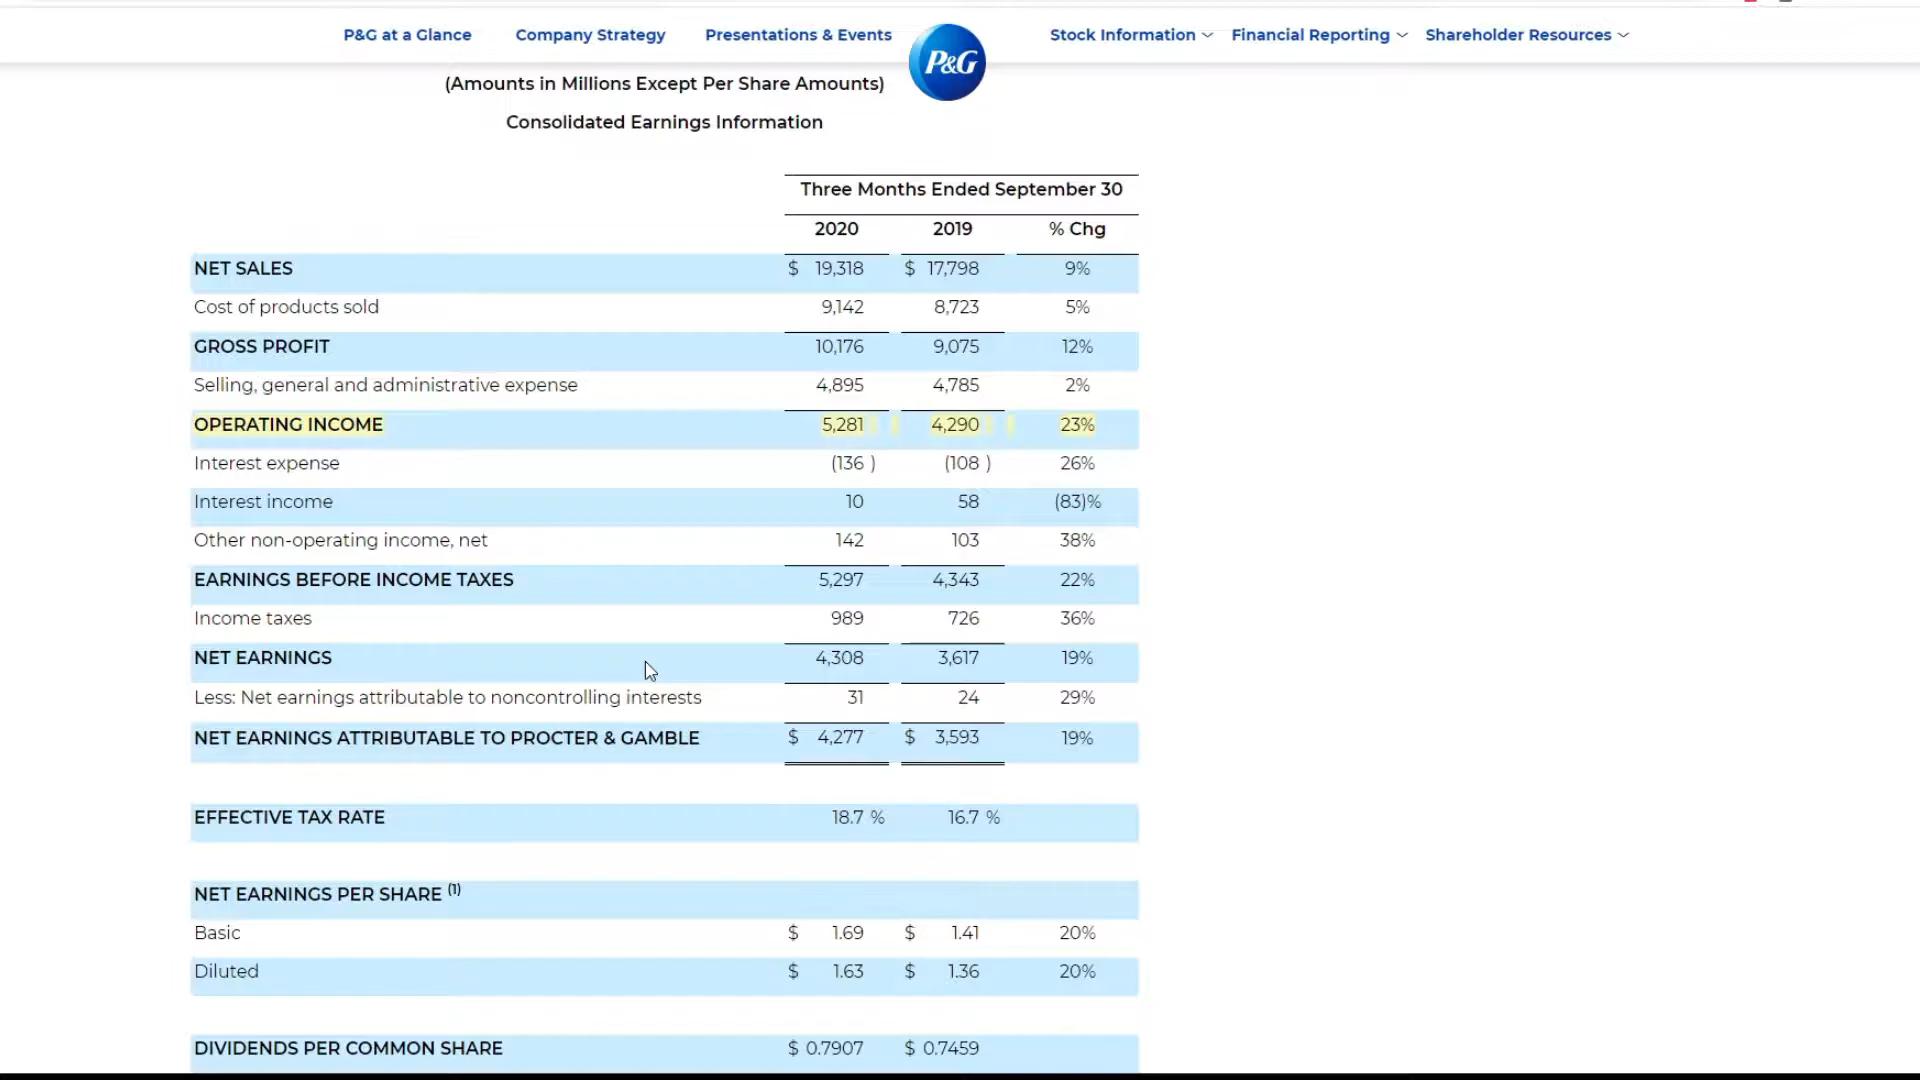 P&G at a Glance Company Strategy Presentations & Events P&G Stock Information Financial Reporting Shareholder Resources
(Amounts in Millions Except Per Share Amounts)
Consolidated Earnings Information
Three Months Ended September 30
2020 2019 % Chg
NET SALES $ 19,318 $ 17,798 9%
Cost of products sold 9,142 8,723 5%
GROSS PROFIT 10,176 9,075 12%
Selling, general and administrative expense 4,895 4,785 2%
OPERATING INCOME 5,281 4,290 23%
Interest expense (136 ) (108 ) 26%
Interest income 10 58 (83)%
Other non-operating income, net 142 103 38%
EARNINGS BEFORE INCOME TAXES 5,297 4,343 22%
Income taxes 989 726 36%
NET EARNINGS 4,308 3,617 19%
Less: Net earnings attributable to noncontrolling interests 31 24 29%
NET EARNINGS ATTRIBUTABLE TO PROCTER & GAMBLE $ 4,277 $ 3,593 19%
EFFECTIVE TAX RATE 18.7 % 16.7 %
NET EARNINGS PER SHARE (1)
Basic $ 1.69 $ 1.41 20%
Diluted $ 1.63 $ 1.36 20%
DIVIDENDS PER COMMON SHARE $ 0.7907 $ 0.7459